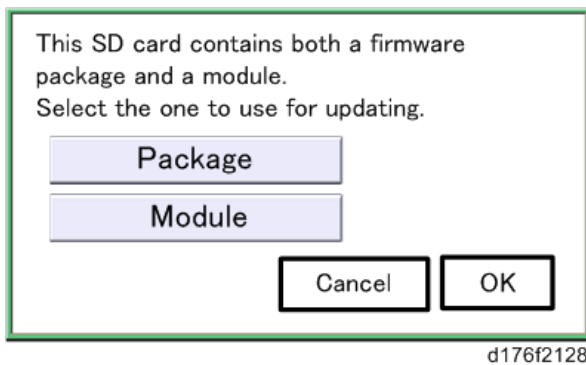 This SD card contains both a firmware
package and a module.
Select the one to use for updating.
Package
Module
Cancel OK
d176f2128